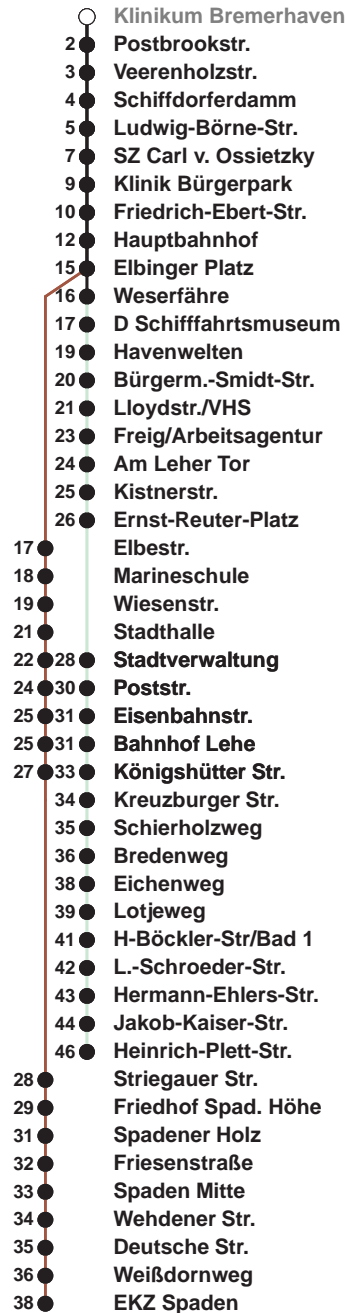 Klinikum Bremerhaven
2 Postbrookstr.
3 Veerenholzstr.
4 Schiffdorferdamm
5 Ludwig-Börne-Str.
7 SZ Carl v. Ossietzky
9 Klinik Bürgerpark
10 Friedrich-Ebert-Str.
12 Hauptbahnhof
15 Elbinger Platz
16 Weserfähre
17 D Schifffahrtsmuseum
19 Havenwelten
20 Bürgerm.-Smidt-Str.
21 Lloydstr./VHS
23 Freig/Arbeitsagentur
24 Am Leher Tor
25 Kistnerstr.
26 Ernst-Reuter-Platz
17 Elbestr.
18 Marineschule
19 Wiesenstr.
21 Stadthalle
22 28 Stadtverwaltung
24 30 Poststr.
25 31 Eisenbahnstr.
25 31 Bahnhof Lehe
27 33 Königshütter Str.
34 Kreuzburger Str.
35 Schierholzweg
36 Bredenweg
38 Eichenweg
39 Lotjeweg
41 H-Böckler-Str/Bad 1
42 L.-Schroeder-Str.
43 Hermann-Ehlers-Str.
44 Jakob-Kaiser-Str.
46 Heinrich-Plett-Str.
28 Striegauer Str.
29 Friedhof Spad. Höhe
31 Spadener Holz
32 Friesenstraße
33 Spaden Mitte
34 Wehdener Str.
35 Deutsche Str.
36 Weißdornweg
38 EKZ Spaden